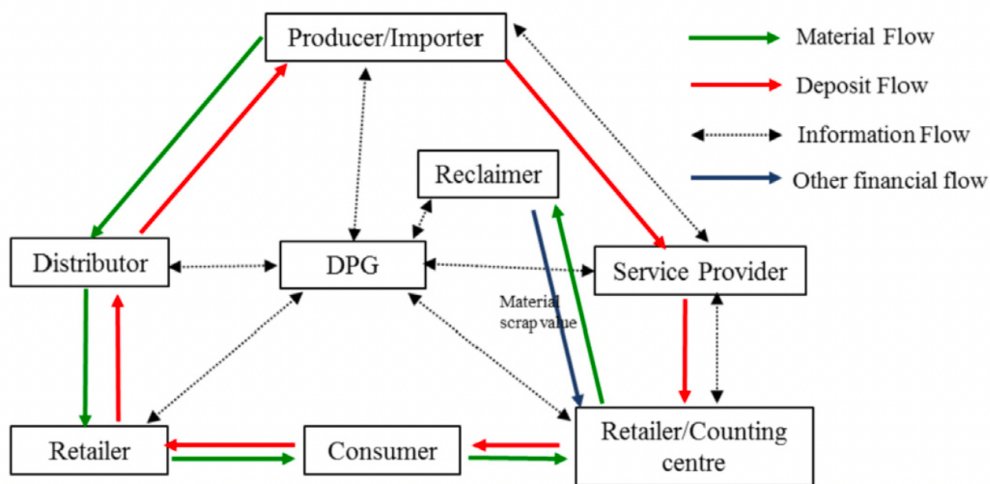 Producer/Importer
Material Flow
Deposit Flow
Information Flow
Other financial flow
Reclaimer
Distributor
DPG
Service Provider
Material
scrap value
Retailer
Consumer
Retailer/Counting
centre